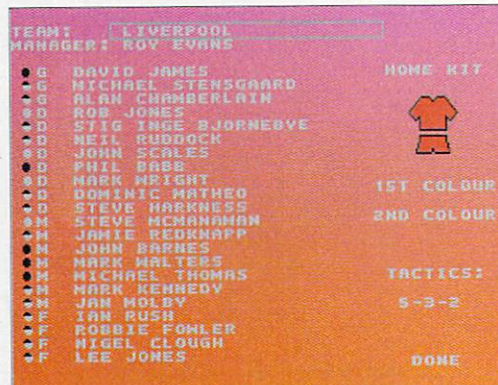 TEAM: LIVERPOOL
MANAGER: ROY EVANS
G DAVID JAMES
G MICHAEL STENSGAARD
G ALAN CHAMBERLAIN
D ROB JONES
D STIG INGE BJORNEBYE
D NEIL RUDDOCK
D JOHN SCALES
D PHIL BABB
D MARK WRIGHT
D DOMINIC MATHEO
D STEVE HARKNESS
M STEVE MCMANAMAN
M JAMIE REDKNAPP
M JOHN BARNES
M MARK WALTERS
M MICHAEL THOMAS
M MARK KENNEDY
M JAN MOLBY
F IAN RUSH
F ROBBIE FOWLER
F NIGEL CLOUGH
F LEE JONES
HOME KIT
1ST COLOUR
2ND COLOUR
TACTICS:
5-3-2
DONE